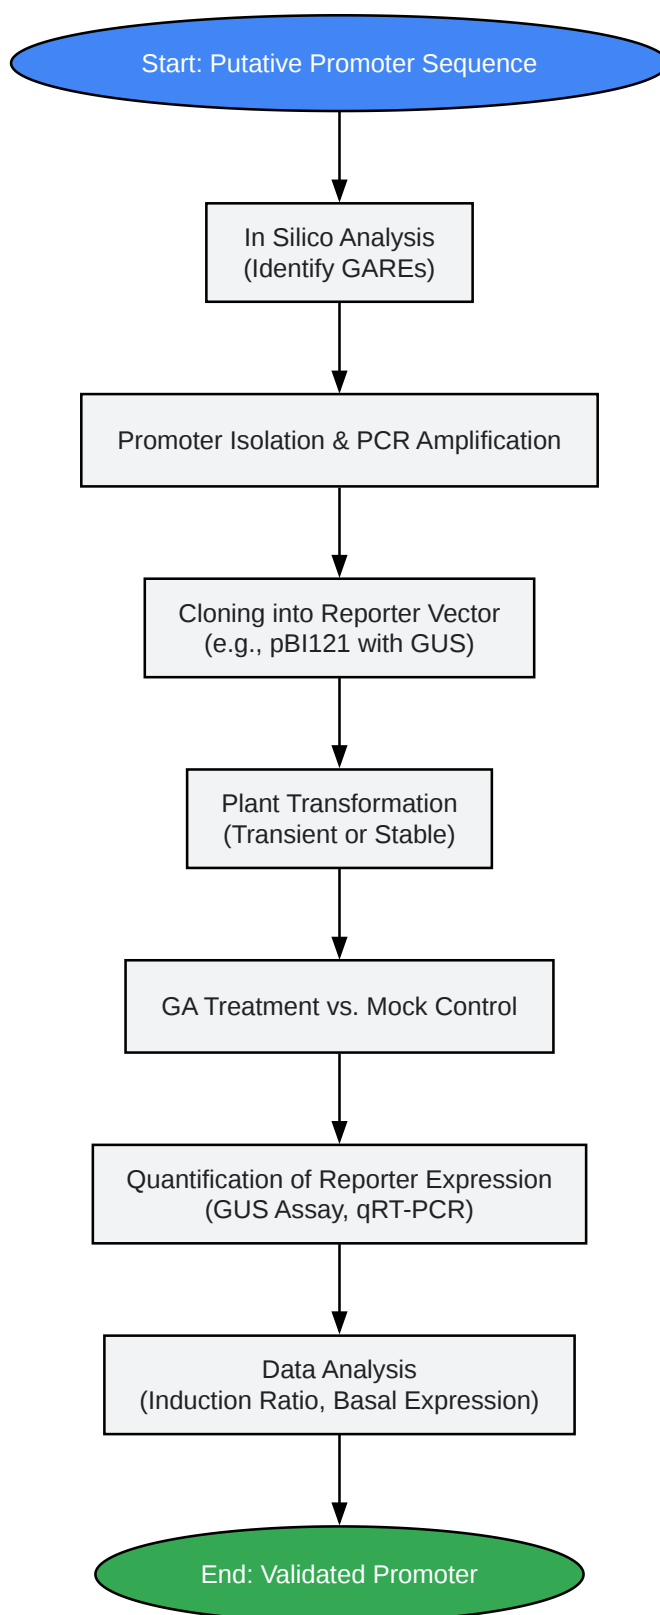 Start: Putative Promoter Sequence
In Silico Analysis
(Identify GAREs)
Promoter Isolation & PCR Amplification
Cloning into Reporter Vector
(e.g., pBI121 with GUS)
Plant Transformation
(Transient or Stable)
GA Treatment vs. Mock Control
Quantification of Reporter Expression
(GUS Assay, qRT-PCR)
Data Analysis
(Induction Ratio, Basal Expression)
End: Validated Promoter